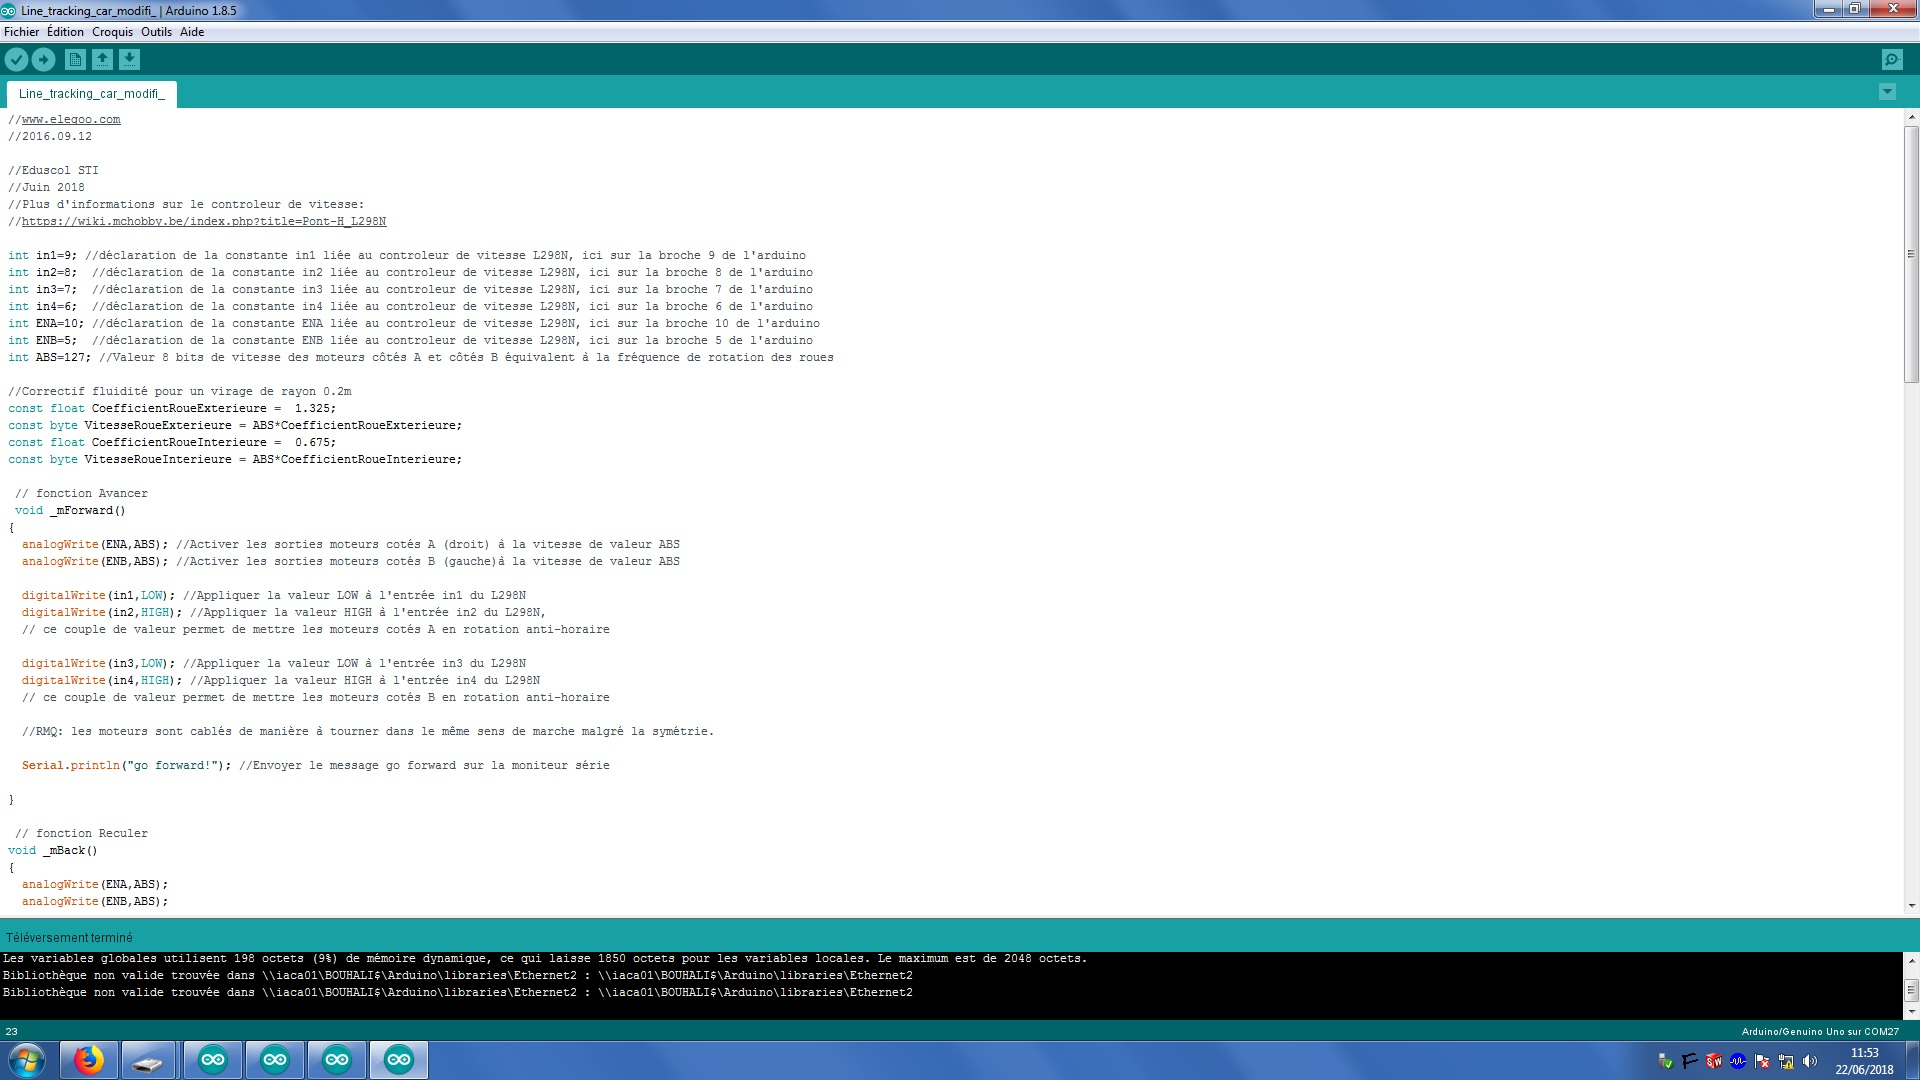 Line_tracking_car_modifi_ | Arduino 1.8.5
Fichier Édition Croquis Outils Aide
Line_tracking_car_modifi_
//www.elegoo.com
//2016.09.12
//Eduscol STI
//Juin 2018
//Plus d'informations sur le controleur de vitesse:
//https://wiki.mchobby.be/index.php?title=Pont-H_L298N
int in1=9; //déclaration de la constante in1 liée au controleur de vitesse L298N, ici sur la broche 9 de l'arduino
int in2=8;  //déclaration de la constante in2 liée au controleur de vitesse L298N, ici sur la broche 8 de l'arduino
int in3=7;  //déclaration de la constante in3 liée au controleur de vitesse L298N, ici sur la broche 7 de l'arduino
int in4=6;  //déclaration de la constante in4 liée au controleur de vitesse L298N, ici sur la broche 6 de l'arduino
int ENA=10; //déclaration de la constante ENA liée au controleur de vitesse L298N, ici sur la broche 10 de l'arduino
int ENB=5;  //déclaration de la constante ENB liée au controleur de vitesse L298N, ici sur la broche 5 de l'arduino
int ABS=127; //Valeur 8 bits de vitesse des moteurs côtés A et côtés B équivalent à la fréquence de rotation des roues
//Correctif fluidité pour un virage de rayon 0.2m
const float CoefficientRoueExterieure =  1.325;
const byte VitesseRoueExterieure = ABS*CoefficientRoueExterieure;
const float CoefficientRoueInterieure =  0.675;
const byte VitesseRoueInterieure = ABS*CoefficientRoueInterieure;
// fonction Avancer
void _mForward()
{
analogWrite(ENA,ABS); //Activer les sorties moteurs cotés A (droit) à la vitesse de valeur ABS
analogWrite(ENB,ABS); //Activer les sorties moteurs cotés B (gauche)à la vitesse de valeur ABS
digitalWrite(in1,LOW); //Appliquer la valeur LOW à l'entrée in1 du L298N
digitalWrite(in2,HIGH); //Appliquer la valeur HIGH à l'entrée in2 du L298N,
// ce couple de valeur permet de mettre les moteurs cotés A en rotation anti-horaire
digitalWrite(in3,LOW); //Appliquer la valeur LOW à l'entrée in3 du L298N
digitalWrite(in4,HIGH); //Appliquer la valeur HIGH à l'entrée in4 du L298N
// ce couple de valeur permet de mettre les moteurs cotés B en rotation anti-horaire
//RMQ: les moteurs sont cablés de manière à tourner dans le même sens de marche malgré la symétrie.
Serial.println("go forward!"); //Envoyer le message go forward sur la moniteur série
}
// fonction Reculer
void _mBack()
{
analogWrite(ENA,ABS);
analogWrite(ENB,ABS);
Téléversement terminé
Les variables globales utilisent 198 octets (9%) de mémoire dynamique, ce qui laisse 1850 octets pour les variables locales. Le maximum est de 2048 octets.
Bibliothèque non valide trouvée dans \\iaca01\BOUHALI$\Arduino\libraries\Ethernet2 : \\iaca01\BOUHALI$\Arduino\libraries\Ethernet2
Bibliothèque non valide trouvée dans \\iaca01\BOUHALI$\Arduino\libraries\Ethernet2 : \\iaca01\BOUHALI$\Arduino\libraries\Ethernet2
23
Arduino/Genuino Uno sur COM27
11:53
22/06/2018